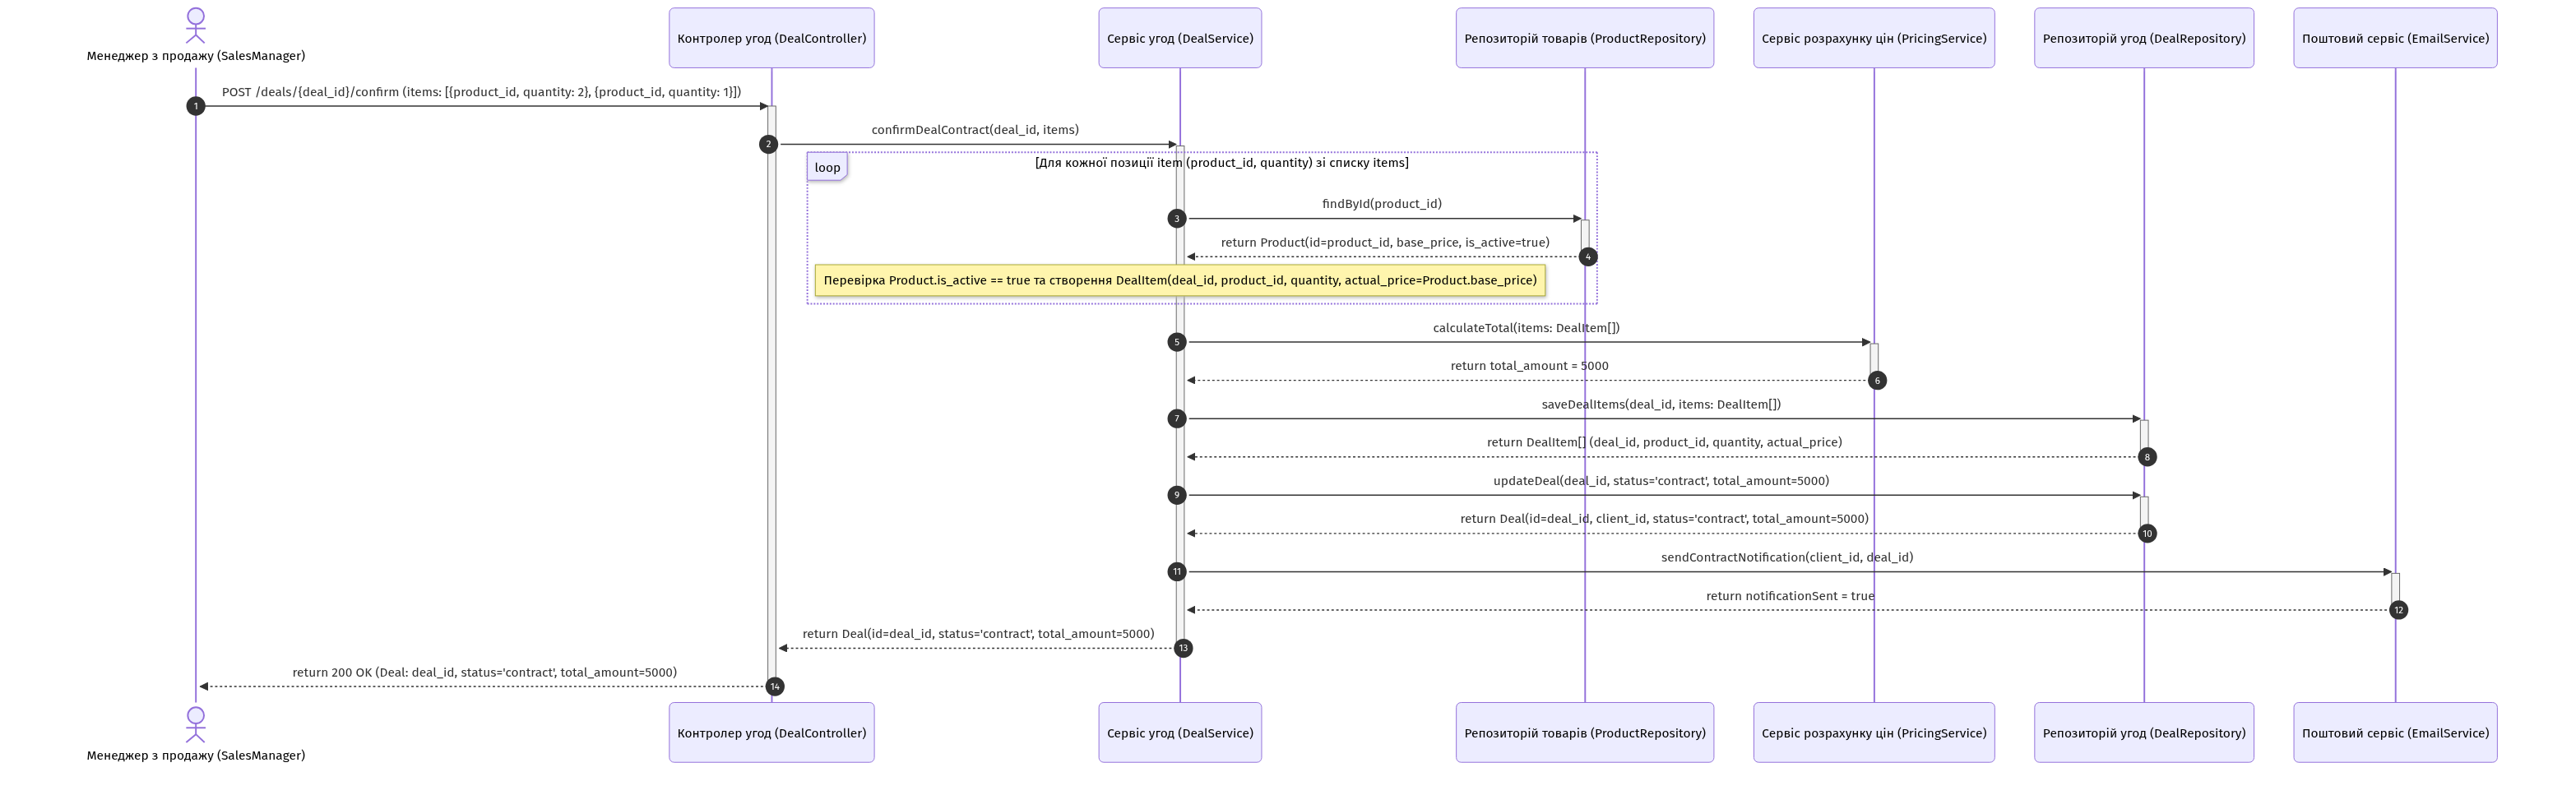 Менеджер з продажу (SalesManager)
Контролер угод (DealController)
Сервіс угод (DealService)
Репозиторій товарів (ProductRepository)
Сервіс розрахунку цін (PricingService)
Репозиторій угод (DealRepository)
Поштовий сервіс (EmailService)
1
POST /deals/{deal_id}/confirm (items: [{product_id, quantity: 2}, {product_id, quantity: 1}])
2
confirmDealContract(deal_id, items)
loop
[Для кожної позиції item (product_id, quantity) зі списку items]
3
findById(product_id)
return Product(id=product_id, base_price, is_active=true)
4
Перевірка Product.is_active == true та створення DealItem(deal_id, product_id, quantity, actual_price=Product.base_price)
5
calculateTotal(items: DealItem[])
return total_amount = 5000
6
7
saveDealItems(deal_id, items: DealItem[])
return DealItem[] (deal_id, product_id, quantity, actual_price)
8
9
updateDeal(deal_id, status='contract', total_amount=5000)
return Deal(id=deal_id, client_id, status='contract', total_amount=5000)
10
11
sendContractNotification(client_id, deal_id)
return notificationSent = true
12
return Deal(id=deal_id, status='contract', total_amount=5000)
13
return 200 OK (Deal: deal_id, status='contract', total_amount=5000)
14
Менеджер з продажу (SalesManager)
Контролер угод (DealController)
Сервіс угод (DealService)
Репозиторій товарів (ProductRepository)
Сервіс розрахунку цін (PricingService)
Репозиторій угод (DealRepository)
Поштовий сервіс (EmailService)